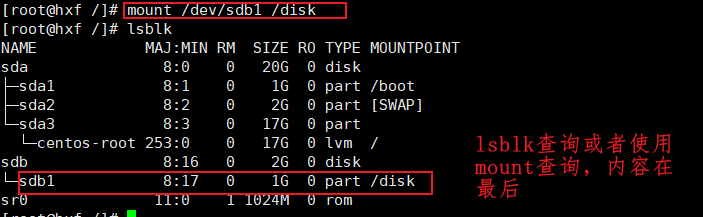 [root@hxf /]# mount /dev/sdb1 /disk
[root@hxf /]# lsblk
NAME            MAJ:MIN RM  SIZE RO TYPE MOUNTPOINT
sda               8:0    0   20G  0 disk
├─sda1            8:1    0    1G  0 part /boot
├─sda2            8:2    0    2G  0 part [SWAP]
└─sda3            8:3    0   17G  0 part
  └─centos-root 253:0    0   17G  0 lvm  /
sdb               8:16   0    2G  0 disk
└─sdb1            8:17   0    1G  0 part /disk
sr0              11:0    1 1024M  0 rom
[root@hxf /]#
lsblk查询或者使用
mount查询，内容在
最后